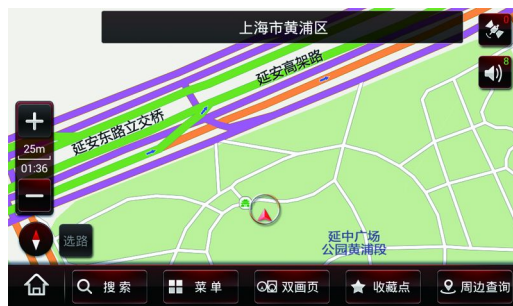 上海市黄浦区
0
8
延安高架路
延安东路立交桥
25m
01:36
选路
延中广场
公园黄浦段
搜索
菜单
双画页
收藏点
周边查询